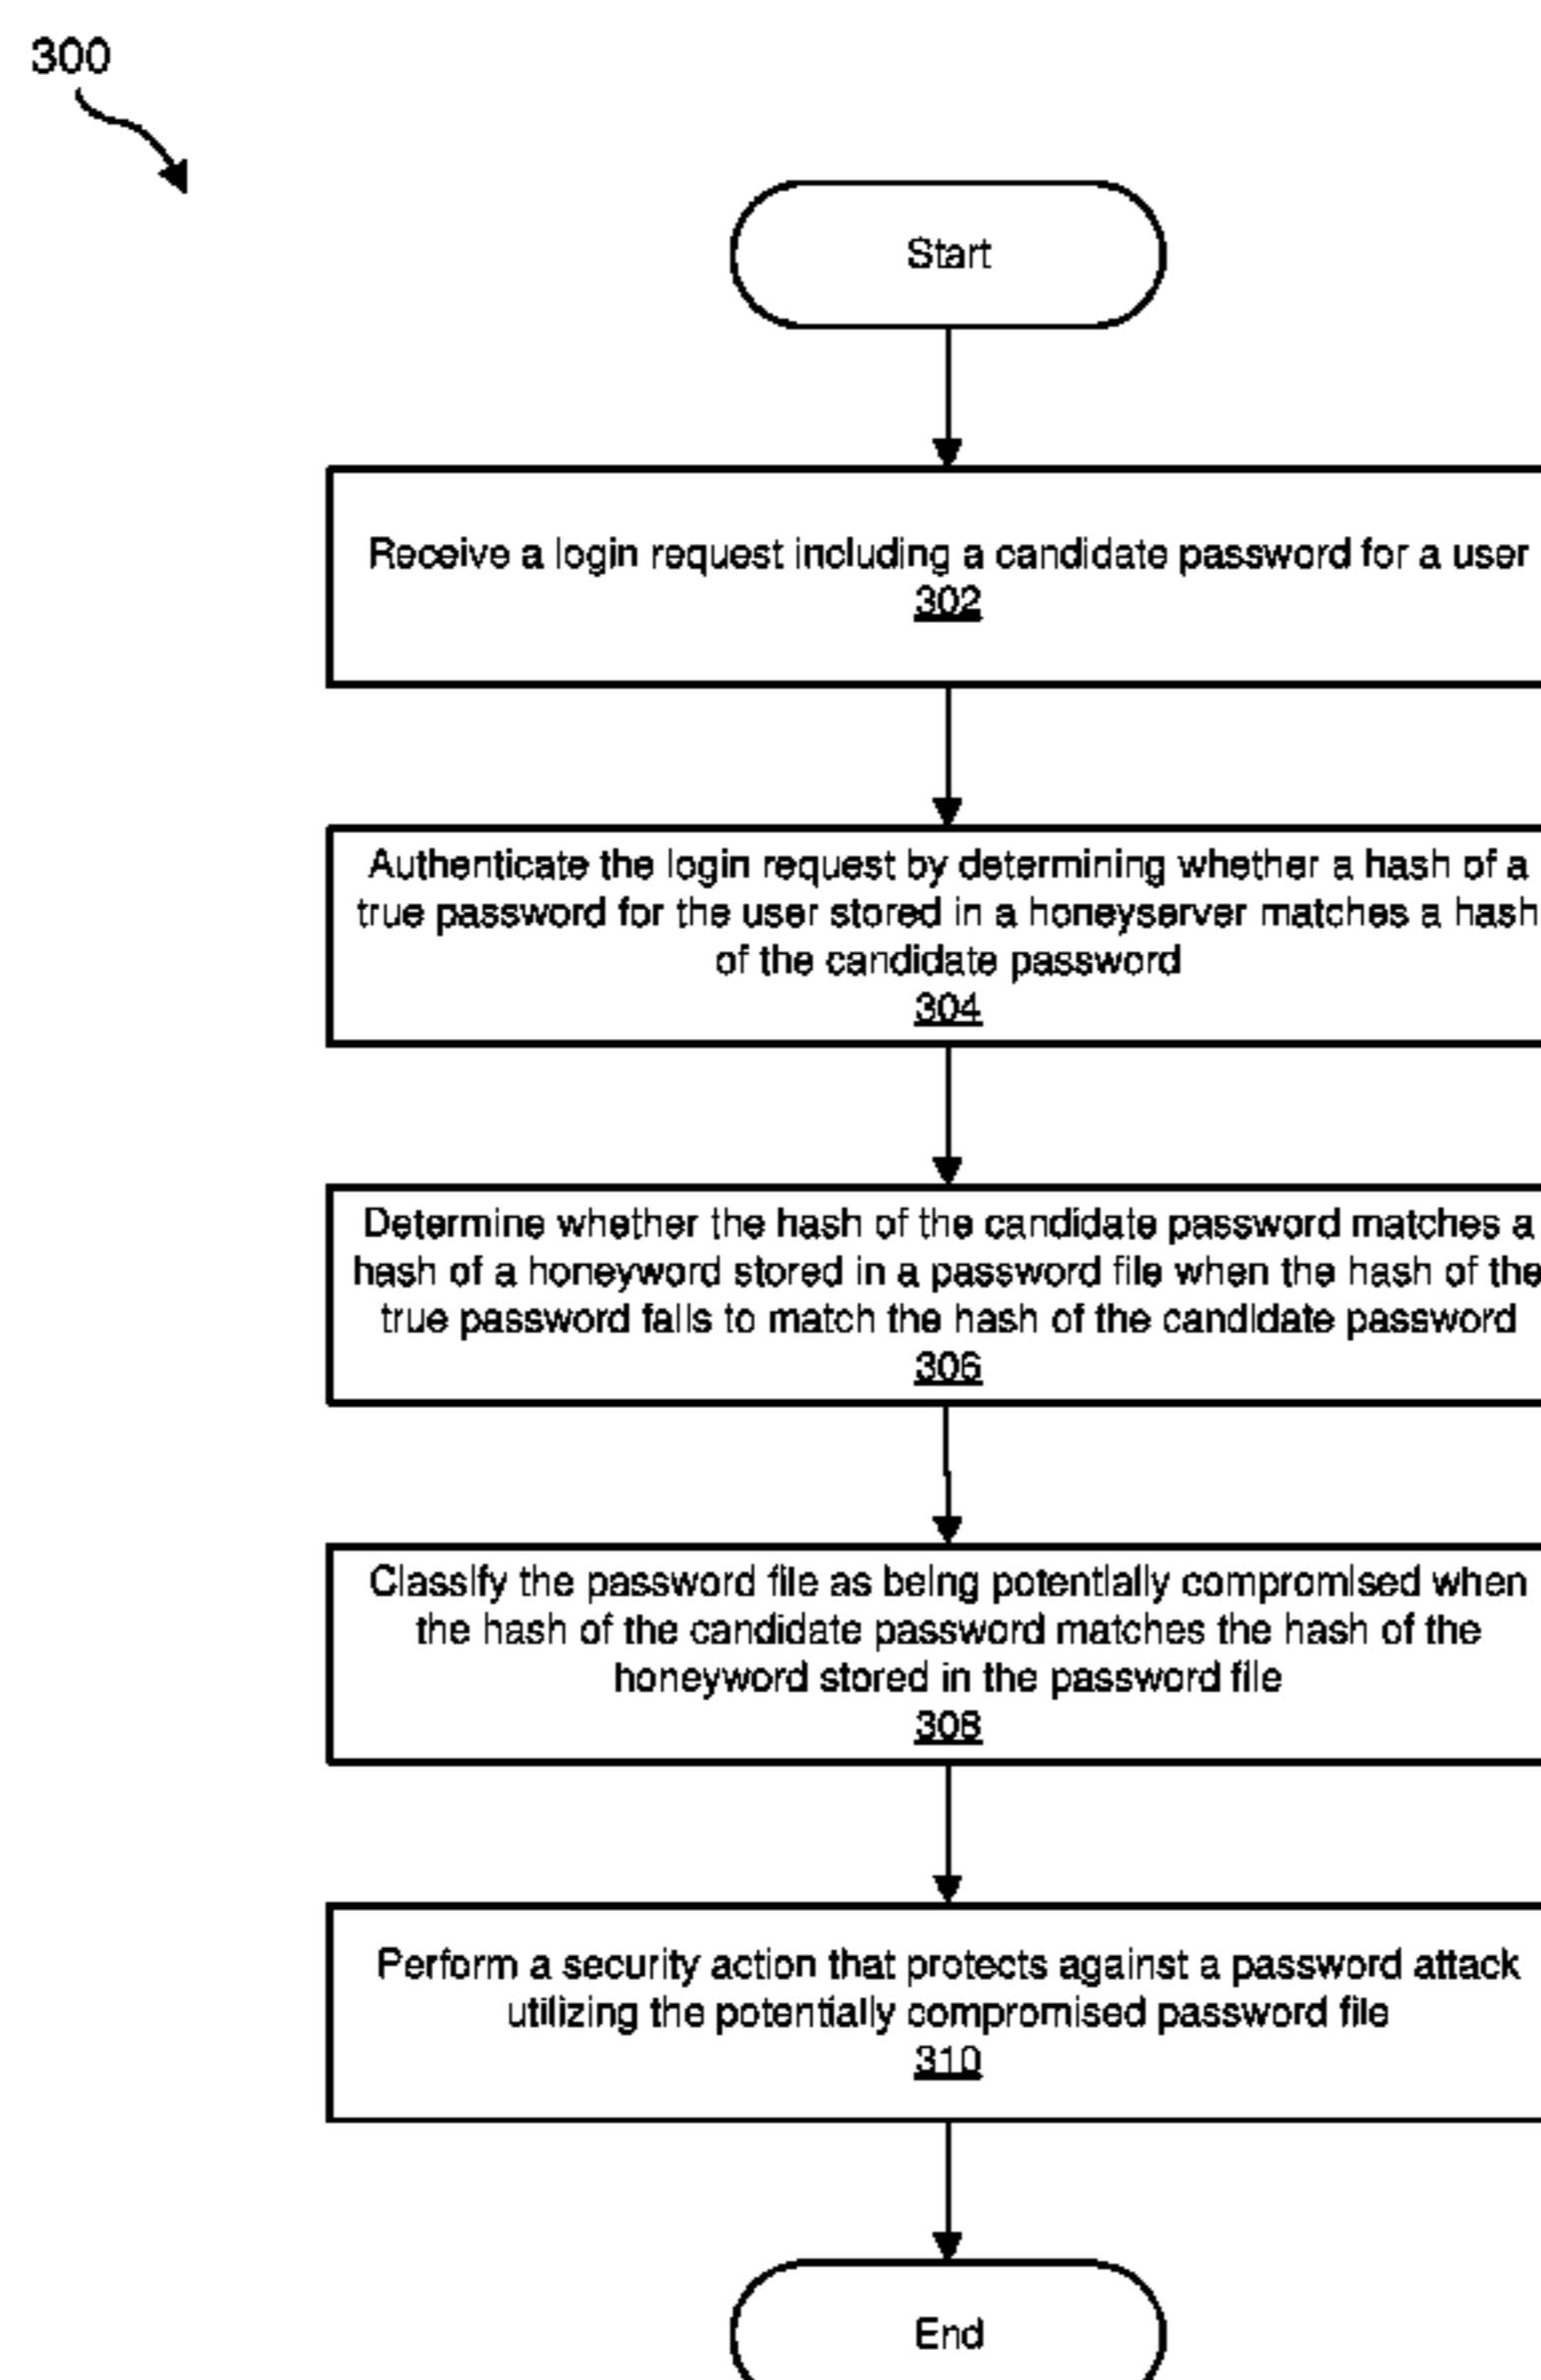 300
Start
Receive a login request including a candidate password for a user
302
Authenticate the login request by determining whether a hash of a
true password for the user stored in a honeyserver matches a hash
of the candidate password
304
Determine whether the hash of the candidate password matches a
hash of a honeyword stored in a password file when the hash of the
true password fails to match the hash of the candidate password
306
Classify the password file as being potentially compromised when
the hash of the candidate password matches the hash of the
honeyword stored in the password file
308
Perform a security action that protects against a password attack
utilizing the potentially compromised password file
310
End